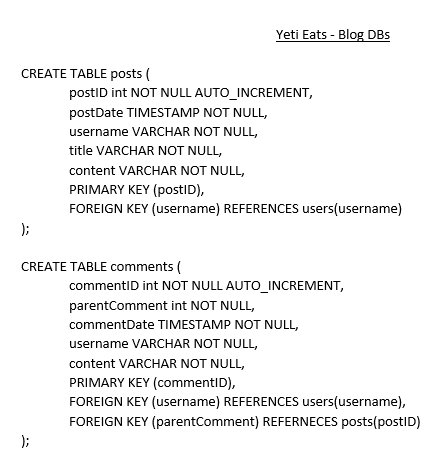 Yeti Eats - Blog DBs
CREATE TABLE posts (
postID int NOT NULL AUTO_INCREMENT,
postDate TIMESTAMP NOT NULL,
username VARCHAR NOT NULL,
title VARCHAR NOT NULL,
content VARCHAR NOT NULL,
PRIMARY KEY (postID),
FOREIGN KEY (username) REFERENCES users(username)
);
CREATE TABLE comments (
commentID int NOT NULL AUTO_INCREMENT,
parentComment int NOT NULL,
commentDate TIMESTAMP NOT NULL,
username VARCHAR NOT NULL,
content VARCHAR NOT NULL,
PRIMARY KEY (commentID),
FOREIGN KEY (username) REFERENCES users(username),
FOREIGN KEY (parentComment) REFERNECES posts(postID)
);